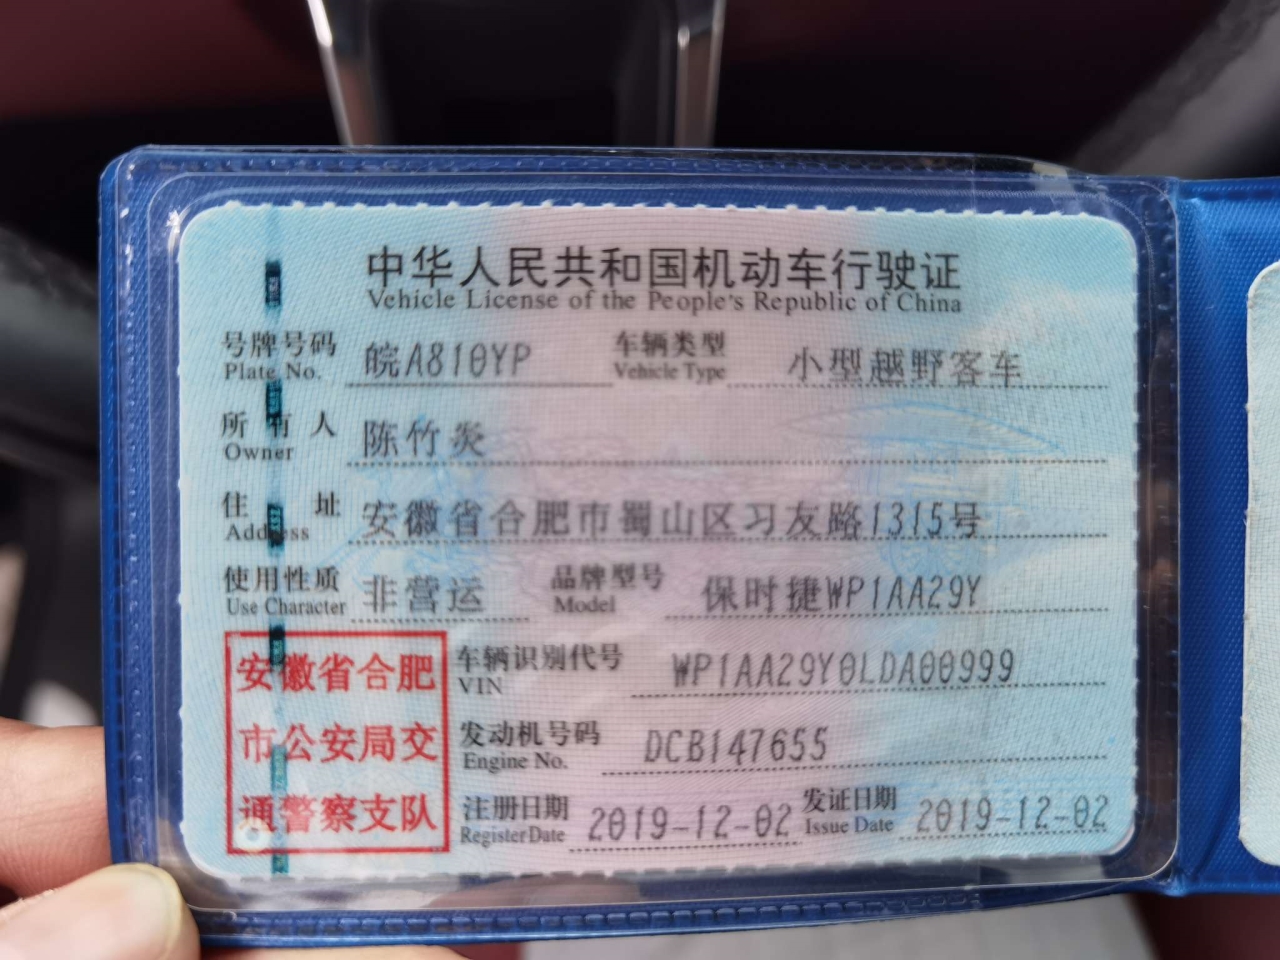 中华人民共和国机动车行驶证
Vehicle License of the People's Republic of China
号牌号码 皖A810YP 车辆类型 小型越野客车
Plate No. Vehicle Type
所有人 陈竹炎
Owner
住址 安徽省合肥市蜀山区习友路1315号
Address
使用性质 非营运 品牌型号 保时捷WP1AA29Y
Use Character Model
安徽省合肥
市公安局交
通警察支队
车辆识别代号 WP1AA29Y0LDA00999
VIN
发动机号码 DCB147655
Engine No.
注册日期 2019-12-02 发证日期 2019-12-02
Register Date Issue Date